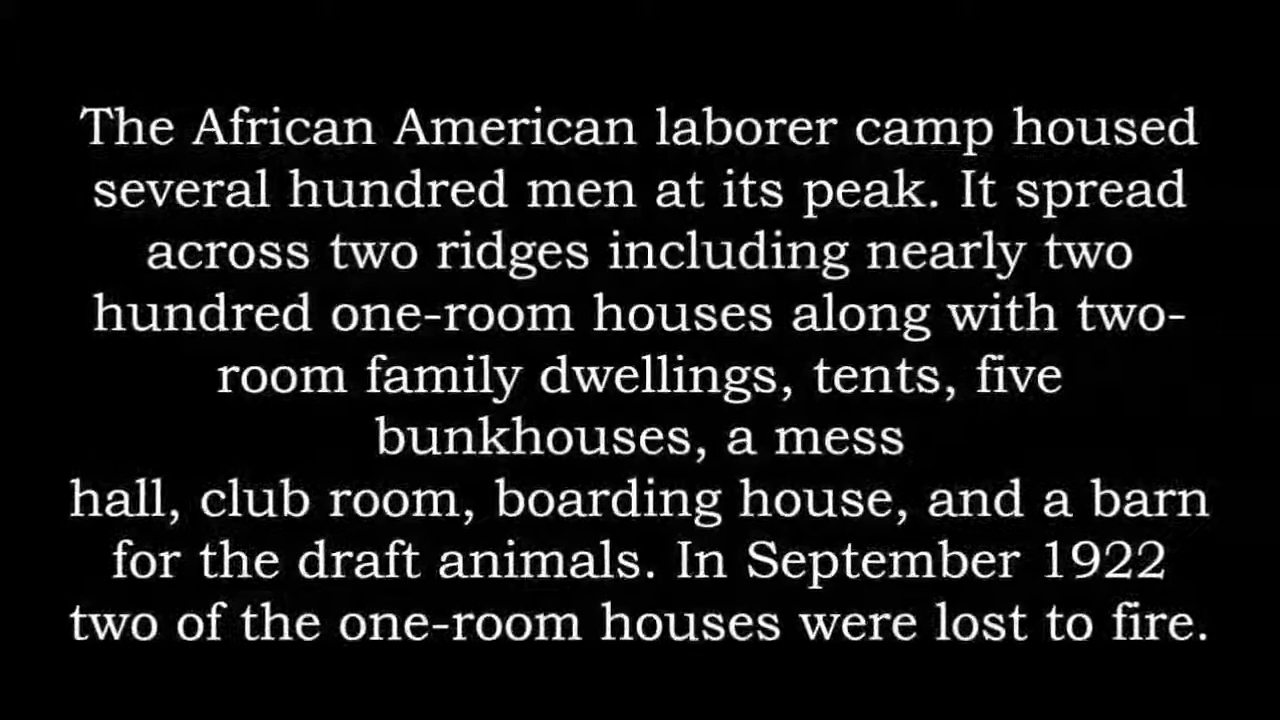 The African American laborer camp housed
several hundred men at its peak. It spread
across two ridges including nearly two
hundred one-room houses along with two-
room family dwellings, tents, five
bunkhouses, a mess
hall, club room, boarding house, and a barn
for the draft animals. In September 1922
two of the one-room houses were lost to fire.